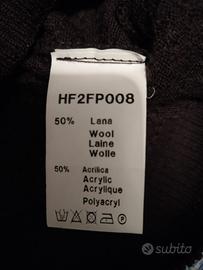 HF2FP008
50% Lana
Wool
Laine
Wolle
50% Acrilica
Acrylic
Acrylique
Polyacryl
subito